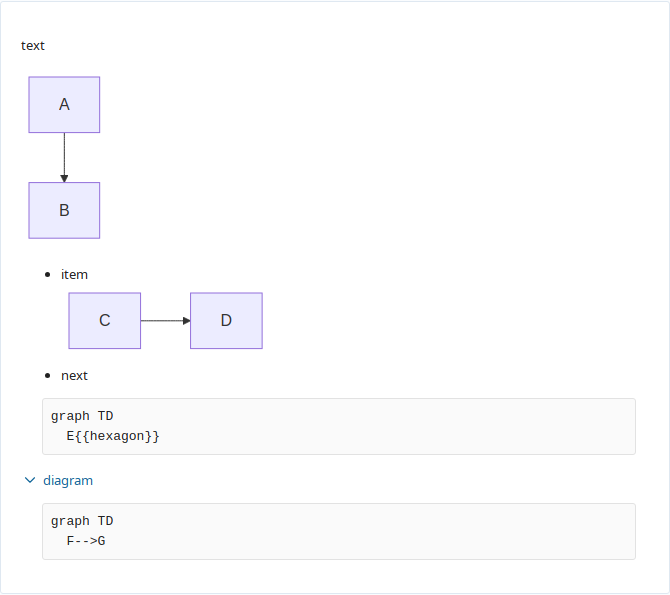 text
A
B
item
C D
next
graph TD
  E{{hexagon}}
diagram
graph TD
  F-->G